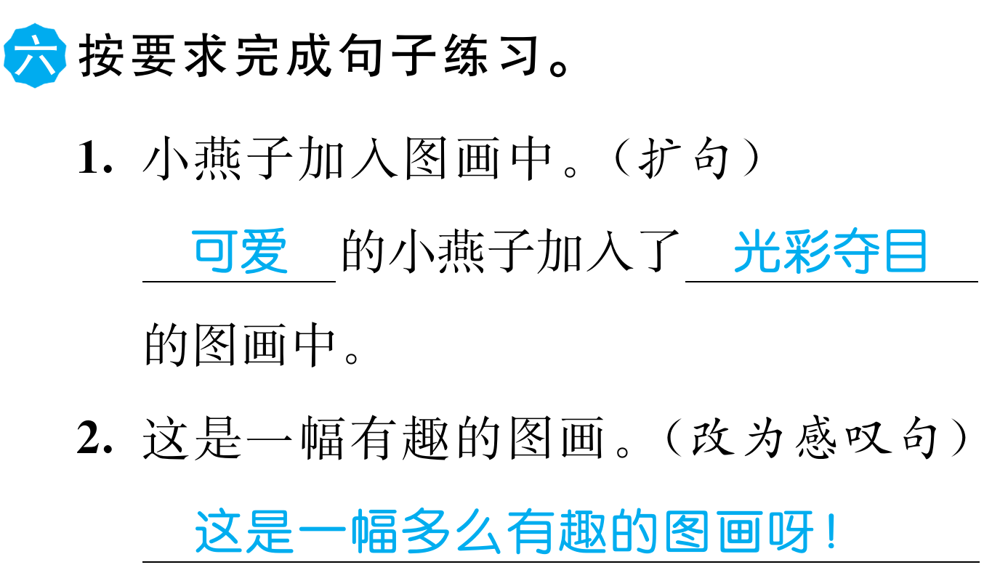 六 按要求完成句子练习。
1. 小燕子加入图画中。(扩句)
可爱的小燕子加入了光彩夺目
的图画中。
2. 这是一幅有趣的图画。(改为感叹句)
这是一幅多么有趣的图画呀!